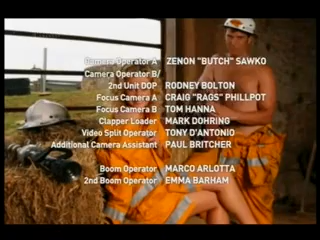 Camera Operator A ZENON "BUTCH" SAWKO
Camera Operator B/
2nd Unit DOP RODNEY BOLTON
Focus Camera A CRAIG "RAGS" PHILLPOT
Focus Camera B TOM HANNA
Clapper Loader MARK DOHRING
Video Split Operator TONY D'ANTONIO
Additional Camera Assistant PAUL BRITCHER
Boom Operator MARCO ARLOTTA
2nd Boom Operator EMMA BARHAM